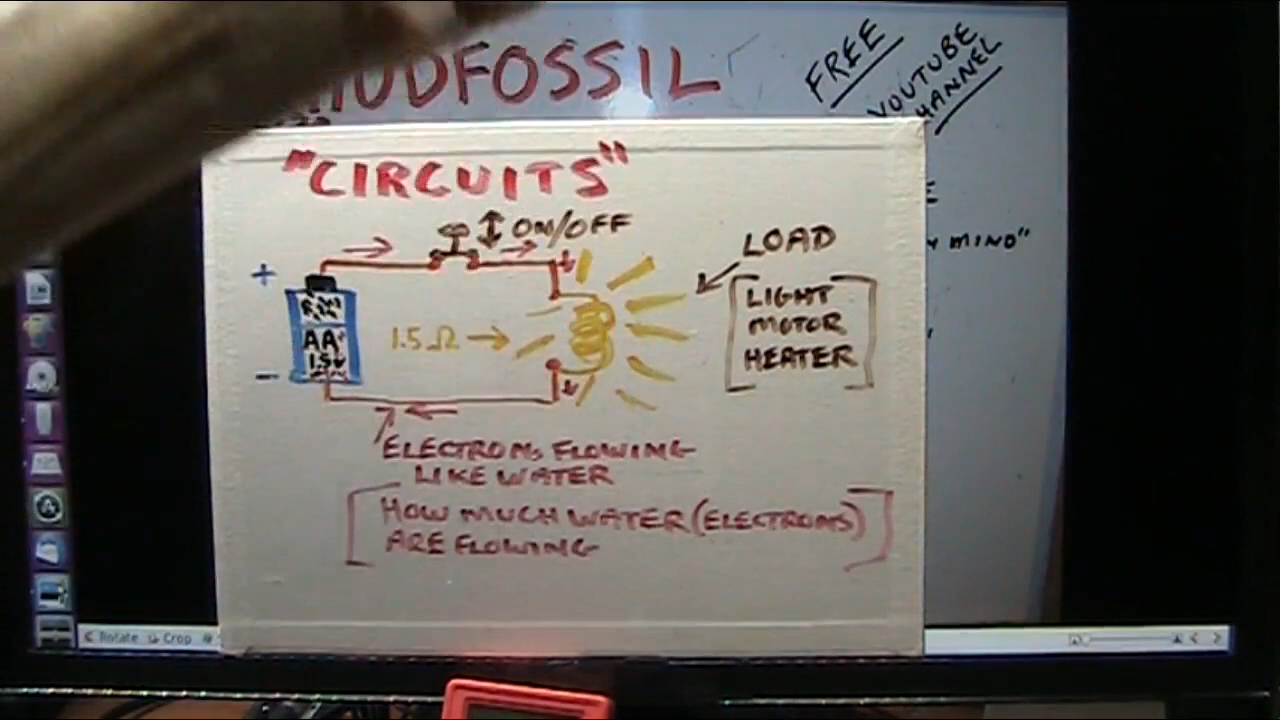 MUDFOSSIL
FREE
YOUTUBE
CHANNEL
MIND"
"CIRCUITS"
ON/OFF
LOAD
+
LIGHT
MOTOR
HEATER
1.5Ω
AA
1.5V
-
ELECTRONS FLOWING
LIKE WATER
HOW MUCH WATER (ELECTRONS)
ARE FLOWING
Rotate Crop